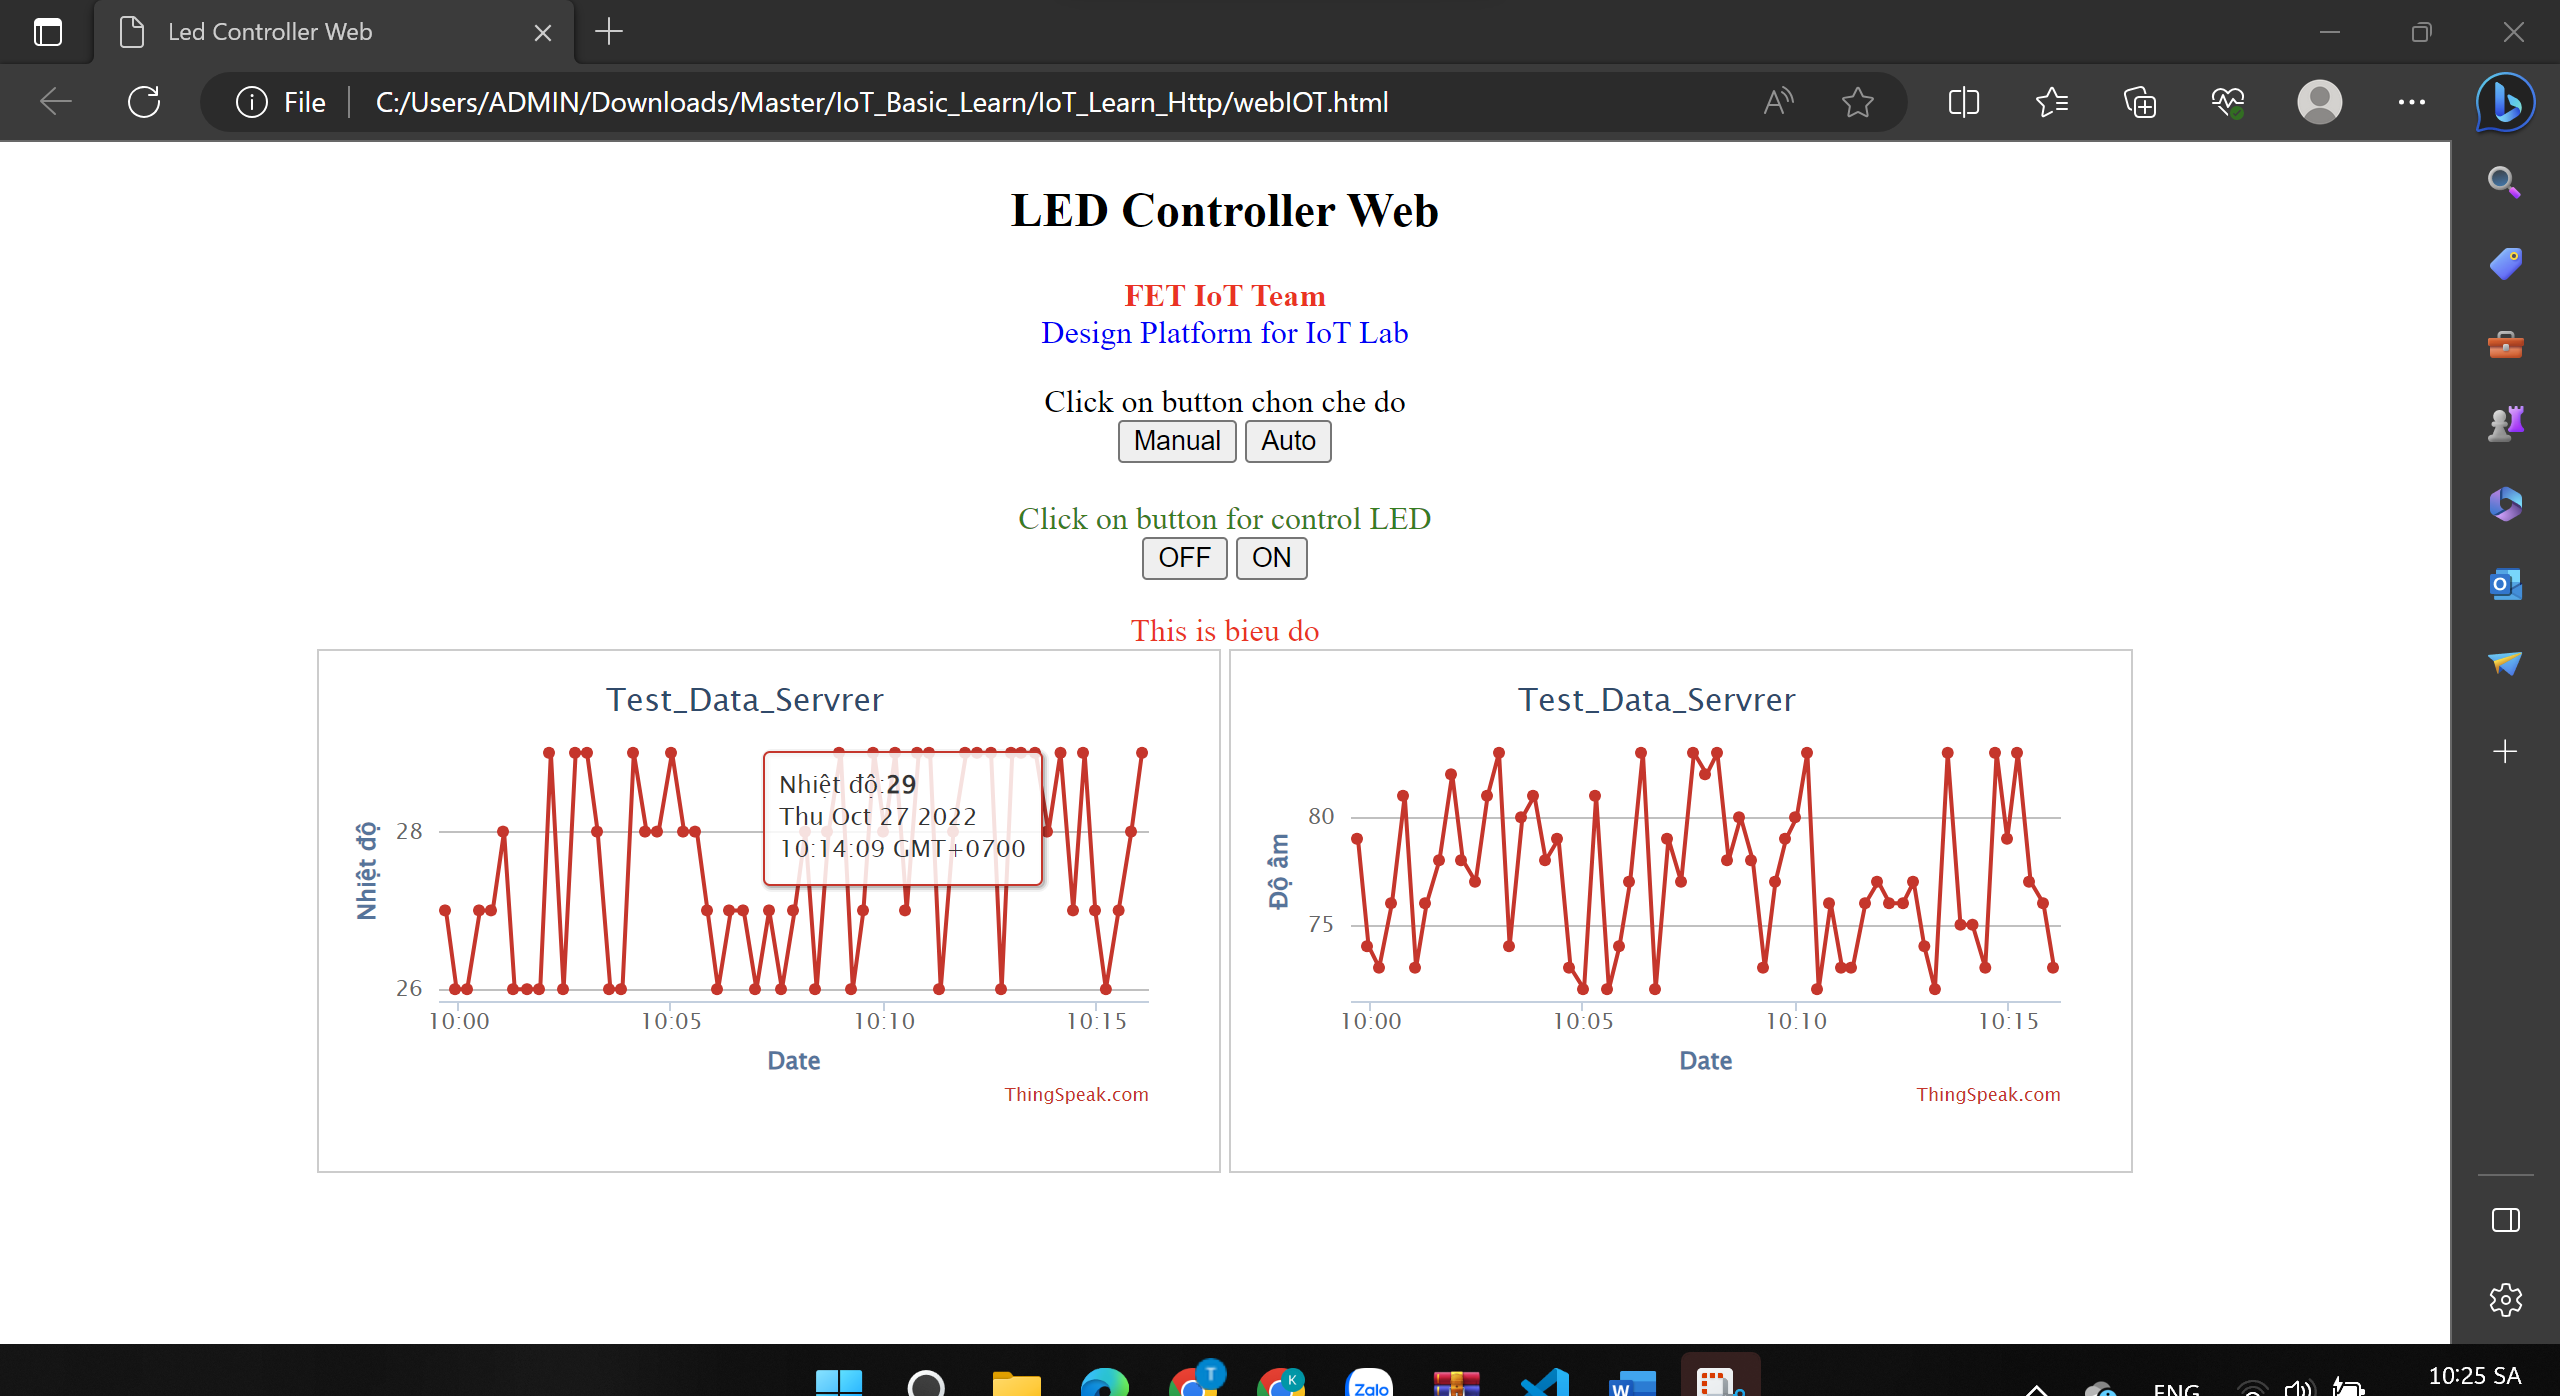 Led Controller Web
File
C:/Users/ADMIN/Downloads/Master/IoT_Basic_Learn/IoT_Learn_Http/webIOT.html
LED Controller Web
FET IoT Team
Design Platform for IoT Lab
Click on button chon che do
Manual Auto
Click on button for control LED
OFF ON
This is bieu do
Test_Data_Servrer
Nhiệt độ:29
Thu Oct 27 2022
10:14:09 GMT+0700
Nhiệt độ
28
26
10:00 10:05 10:10 10:15
Date
ThingSpeak.com
Test_Data_Servrer
Độ âm
80
75
10:00 10:05 10:10 10:15
Date
ThingSpeak.com
T
K
Zalo
W
ENG
10:25 SA